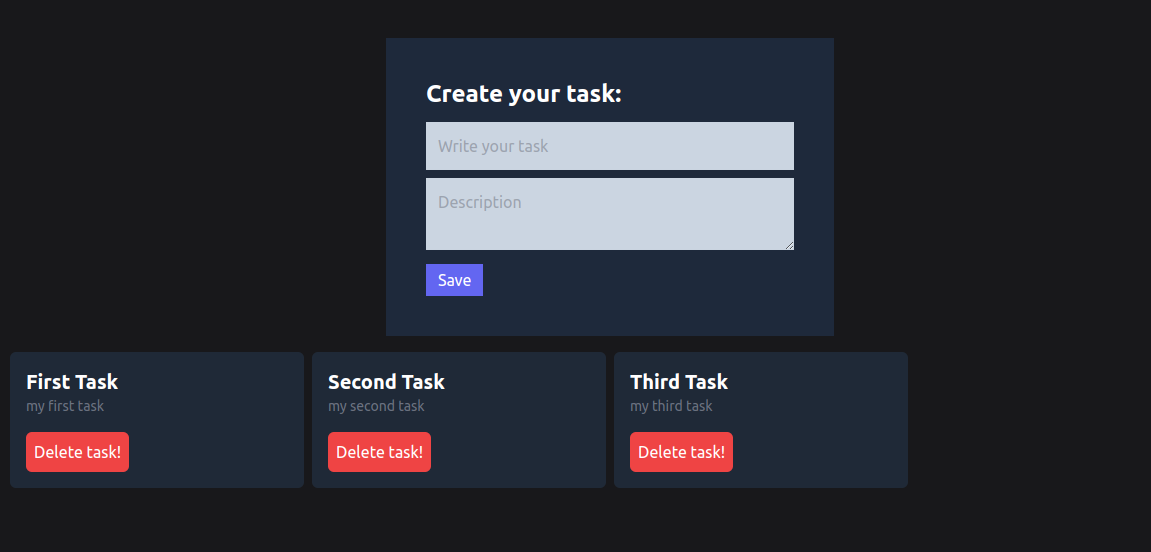 Create your task:
Write your task
Description
Save
First Task
my first task
Delete task!
Second Task
my second task
Delete task!
Third Task
my third task
Delete task!